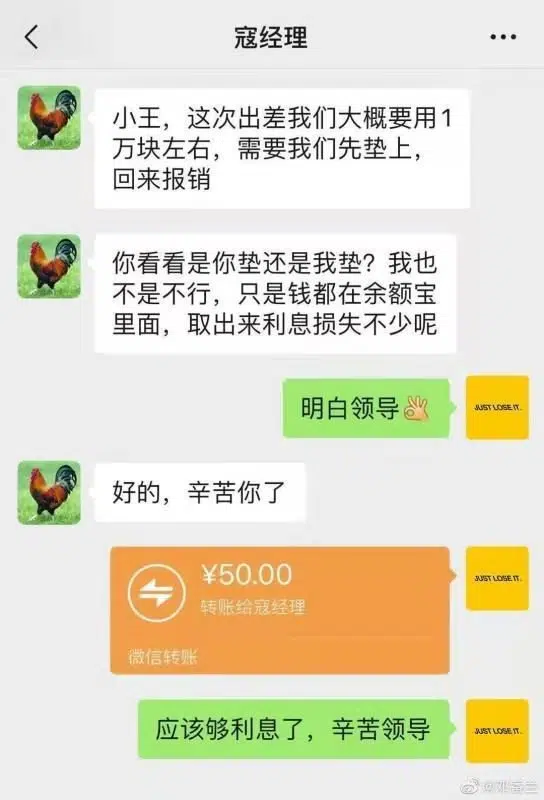 寇经理
小王，这次出差我们大概要用1
万块左右，需要我们先垫上，
回来报销
你看看是你垫还是我垫？我也
不是不行，只是钱都在余额宝
里面，取出来利息损失不少呢
明白领导👌
JUST LOSE IT.
好的，辛苦你了
¥50.00
转账给寇经理
微信转账
JUST LOSE IT.
应该够利息了，辛苦领导
JUST LOSE IT.